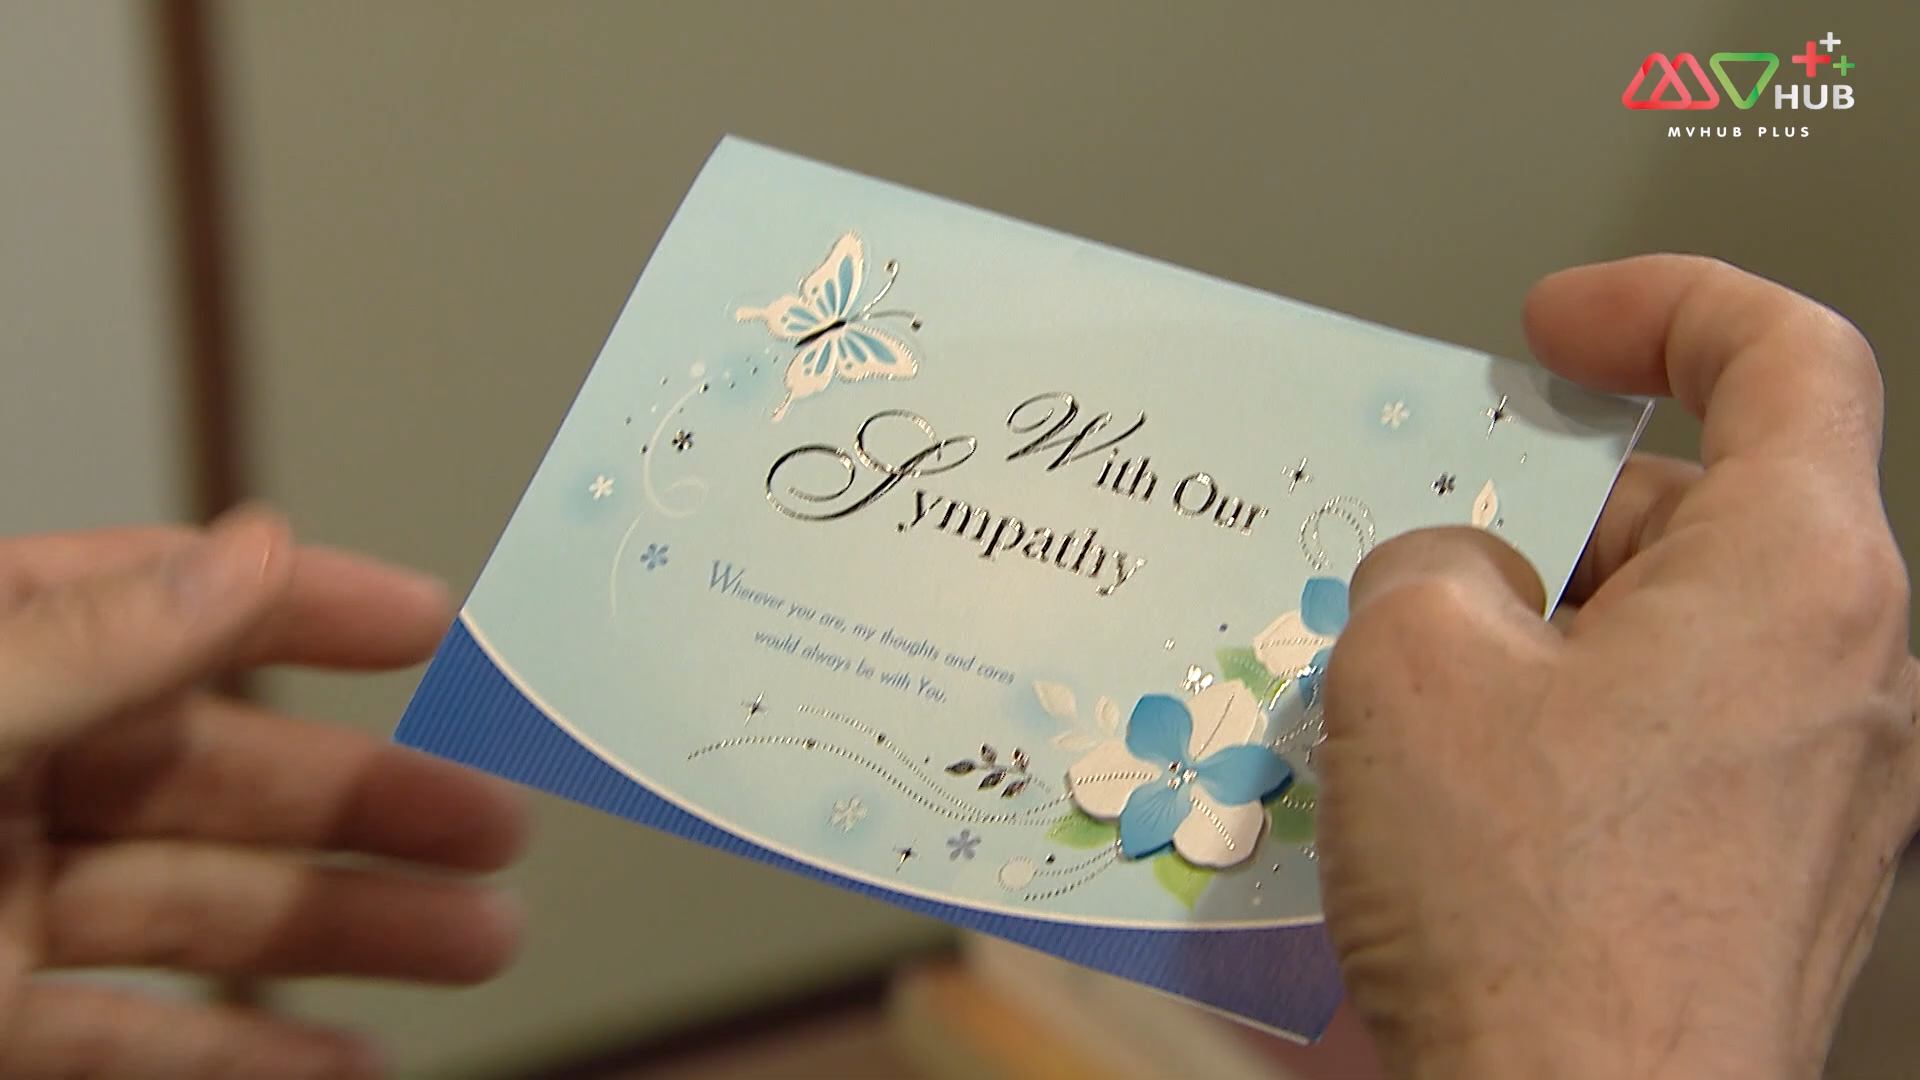 HUB
MVHUB PLUS
With Our
Sympathy
Wherever you are, my thoughts and cares
would always be with You.